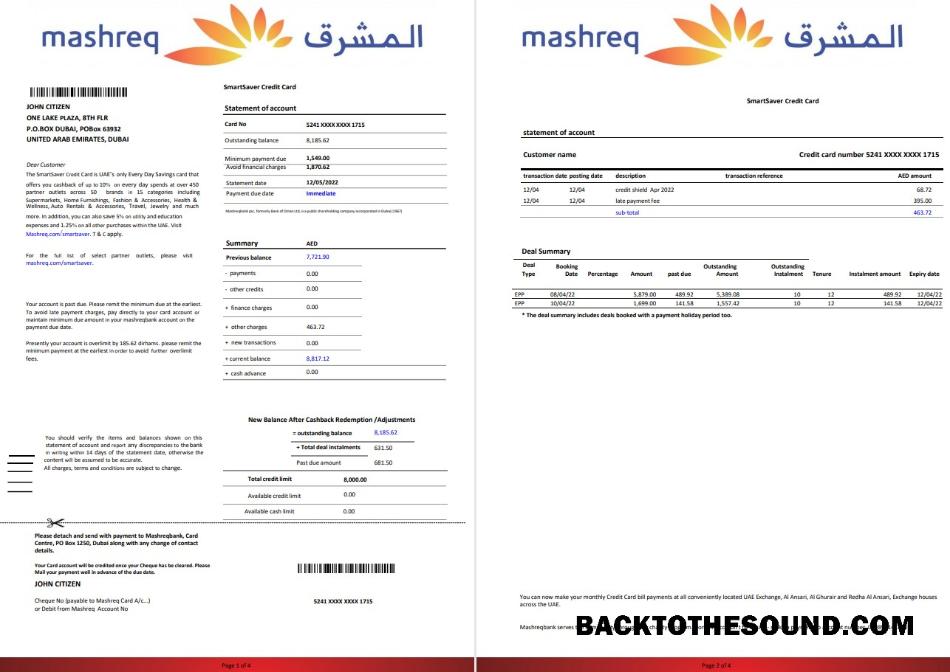 mashreq المشرق
SmartSaver Credit Card
JOHN CITIZEN
ONE LAKE PLAZA, 8TH FLR
P.O.BOX DUBAI, POBox 63932
UNITED ARAB EMIRATES, DUBAI
Dear Customer
The SmartSaver Credit Card is UAE's only Every Day Savings card that
offers you cashback of up to 10% on every day spends at over 450
partner outlets across 50 brands in 15 categories including
Supermarkets, Home Furnishings, Fashion & Accessories, Health &
Wellness, Auto Rentals & Accessories, Travel, Jewelry and much
more. In addition, you can also save 5% on utility and education
expenses and 1.25% on all other purchases within the UAE. Visit
Mashreq.com/smartsaver. T & C apply.
For the full list of select partner outlets, please visit
mashreq.com/smartsaver.
Your account is past due. Please remit the minimum due at the earliest.
To avoid late payment charges, pay directly to your card account or
maintain minimum due amount in your mashreqbank account on the
payment due date.
Presently your account is overlimit by 185.62 dirhams. please remit the
minimum payment at the earliest in order to avoid further overlimit
fees.
Statement of account
Card No 5241 XXXX XXXX 1715
Outstanding balance 8,185.62
Minimum payment due 1,549.00
Avoid financial charges 1,870.62
Statement date 12/05/2022
Payment due date Immediate
Mashreqbank psc, formerly Bank of Oman Ltd, is a public shareholding company incorporated in Dubai (1967)
Summary AED
Previous balance 7,721.90
- payments 0.00
- other credits 0.00
+ finance charges 0.00
+ other charges 463.72
+ new transactions 0.00
+ current balance 8,817.12
+ cash advance 0.00
New Balance After Cashback Redemption /Adjustments
= outstanding balance 8,185.62
+ Total deal instalments 631.50
Past due amount 681.50
Total credit limit 8,000.00
Available credit limit 0.00
Available cash limit 0.00
You should verify the items and balances shown on this
statement of account and report any discrepancies to the bank
in writing within 14 days of the statement date, otherwise the
content will be assumed to be accurate.
All charges, terms and conditions are subject to change.
Please detach and send with payment to Mashreqbank, Card
Centre, PO Box 1250, Dubai along with any change of contact
details.
Your Card account will be credited once your Cheque has be cleared. Please
Mail your payment well in advance of the due date.
JOHN CITIZEN
Cheque No (payable to Mashreq Card A/c...) 5241 XXXX XXXX 1715
or Debit from Mashreq Account No
Page 1 of 4
mashreq المشرق
SmartSaver Credit Card
statement of account
Customer name Credit card number 5241 XXXX XXXX 1715
transaction date posting date description transaction reference AED amount
12/04 12/04 credit shield Apr 2022 68.72
12/04 12/04 late payment fee 395.00
sub-total 463.72
Deal Summary
Deal Type Booking Date Percentage Amount past due Outstanding Amount Outstanding Instalment Tenure Instalment amount Expiry date
EPP 08/04/22 5,879.00 489.92 5,389.08 10 12 489.92 12/04/22
EPP 10/04/22 1,699.00 141.58 1,557.42 10 12 141.58 12/04/22
* The deal summary includes deals booked with a payment holiday period too.
You can now make your monthly Credit Card bill payments at all conveniently located UAE Exchange, Al Ansari, Al Ghurair and Redha Al Ansari, Exchange houses
across the UAE.
Mashreqbank serves
BACKTOTHESOUND.COM
Page 2 of 4